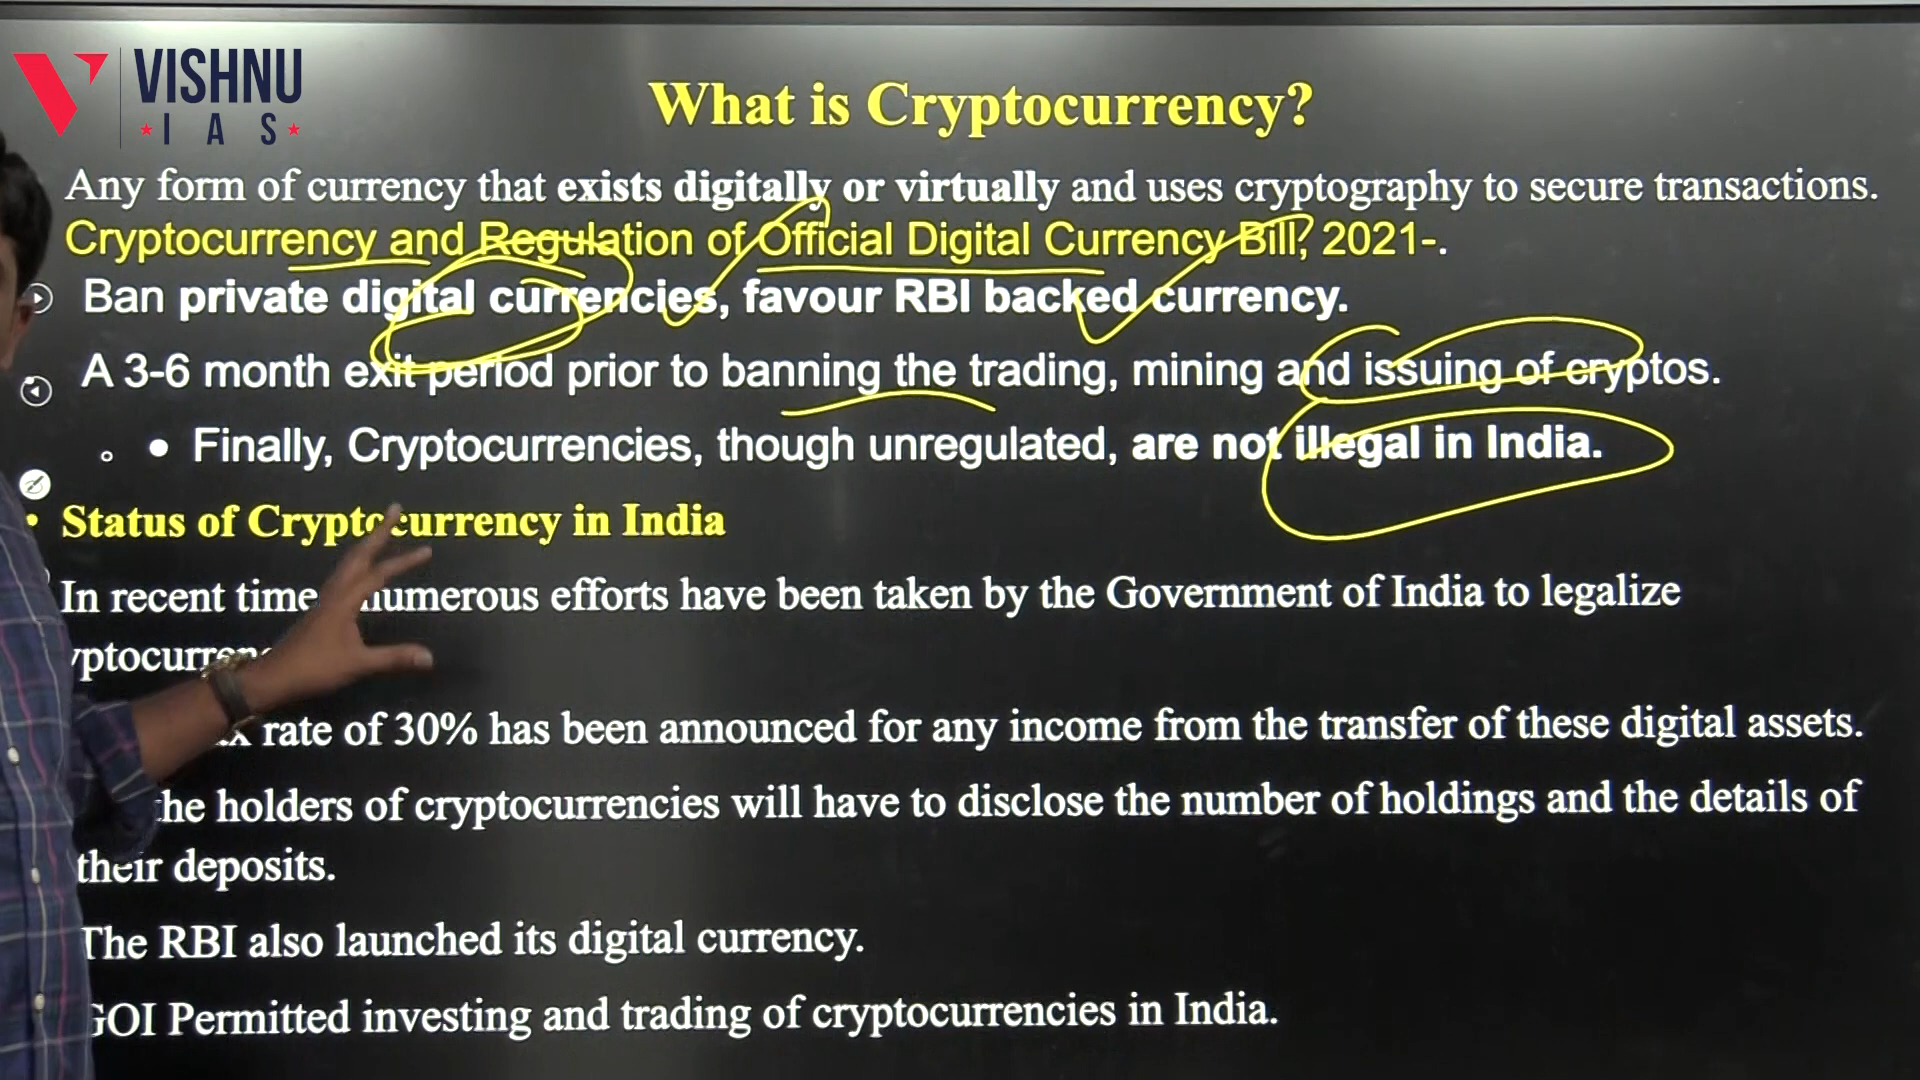 VISHNU
IAS
What is Cryptocurrency?
Any form of currency that exists digitally or virtually and uses cryptography to secure transactions.
Cryptocurrency and Regulation of Official Digital Currency Bill, 2021-.
Ban private digital currencies, favour RBI backed currency.
A 3-6 month exit period prior to banning the trading, mining and issuing of cryptos.
• Finally, Cryptocurrencies, though unregulated, are not illegal in India.
• Status of Cryptocurrency in India
In recent time numerous efforts have been taken by the Government of India to legalize
rate of 30% has been announced for any income from the transfer of these digital assets.
the holders of cryptocurrencies will have to disclose the number of holdings and the details of
their deposits.
The RBI also launched its digital currency.
GOI Permitted investing and trading of cryptocurrencies in India.